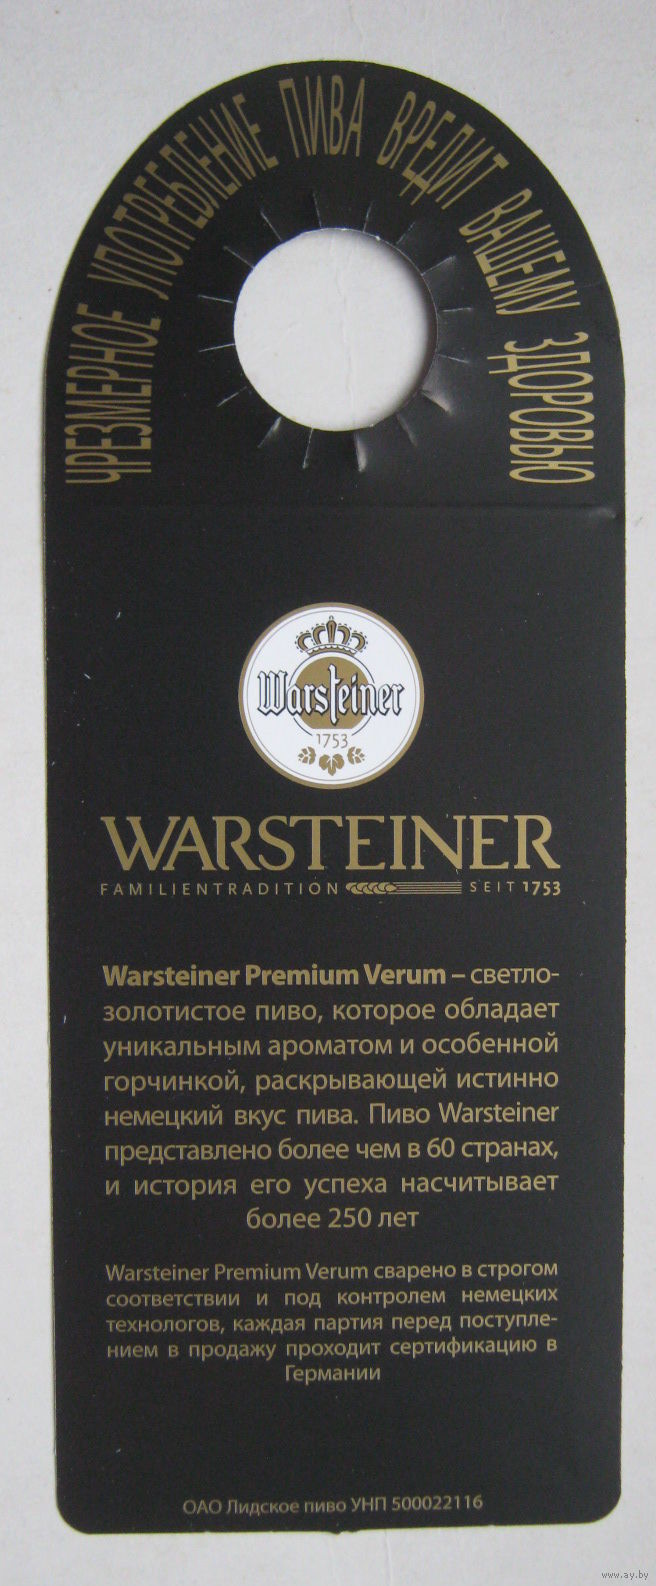 ЧРЕЗМЕРНОЕ УПОТРЕБЛЕНИЕ ПИВА ВРЕДИТ ВАШЕМУ ЗДОРОВЬЮ
Warsteiner
1753
WARSTEINER
FAMILIENTRADITION SEIT 1753
Warsteiner Premium Verum – светло-
золотистое пиво, которое обладает
уникальным ароматом и особенной
горчинкой, раскрывающей истинно
немецкий вкус пива. Пиво Warsteiner
представлено более чем в 60 странах,
и история его успеха насчитывает
более 250 лет
Warsteiner Premium Verum сварено в строгом
соответствии и под контролем немецких
технологов, каждая партия перед поступле-
нием в продажу проходит сертификацию в
Германии
ОАО Лидское пиво УНП 500022116
www.ay.by